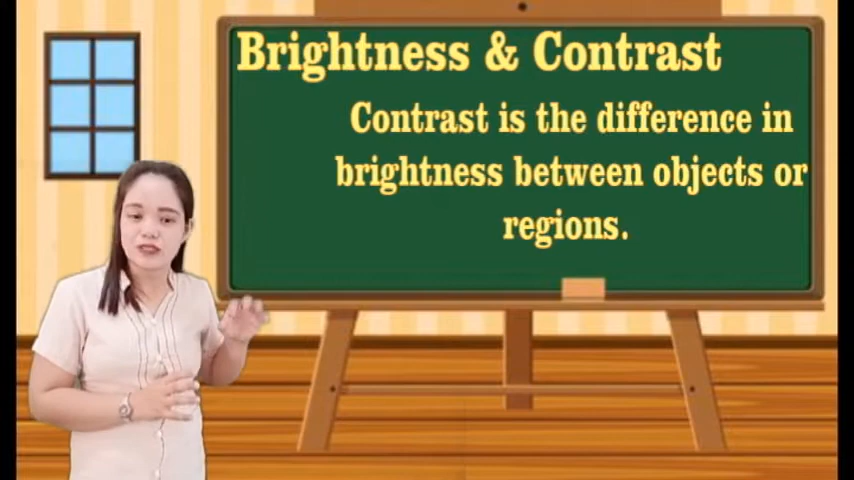 Brightness & Contrast
Contrast is the difference in
brightness between objects or
regions.